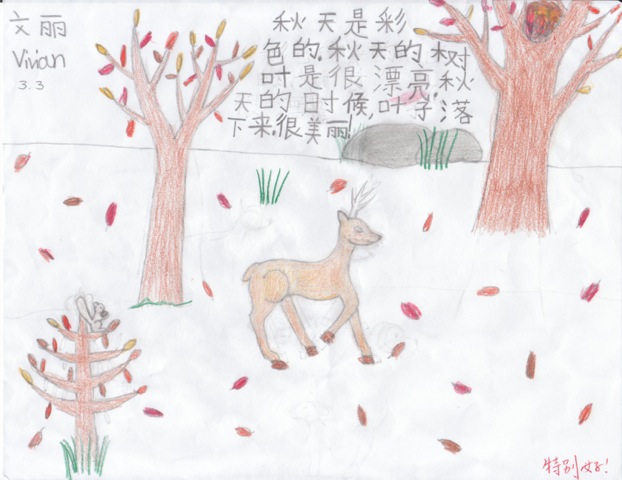 文丽
Vivian
3.3
秋天是彩
色的.秋天的树
叶是很漂亮.秋
天的时候,叶子落
下来.很美丽!
特别好!